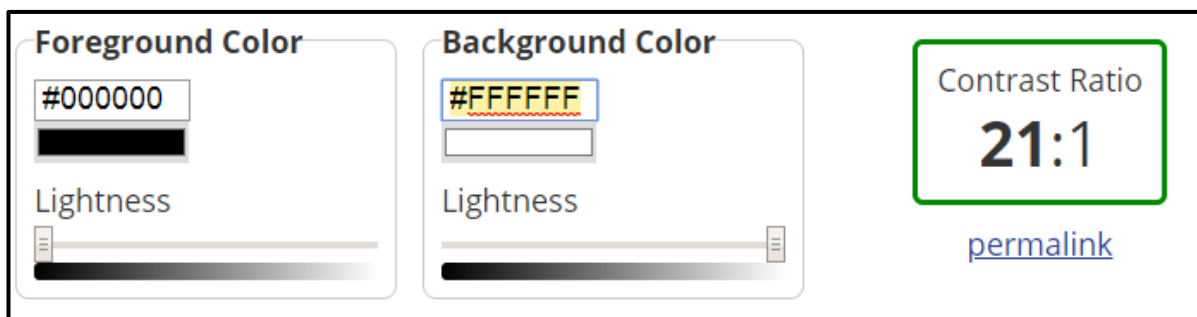 Foreground Color
#000000
Lightness
Background Color
#FFFFFF
Lightness
Contrast Ratio
21:1
permalink